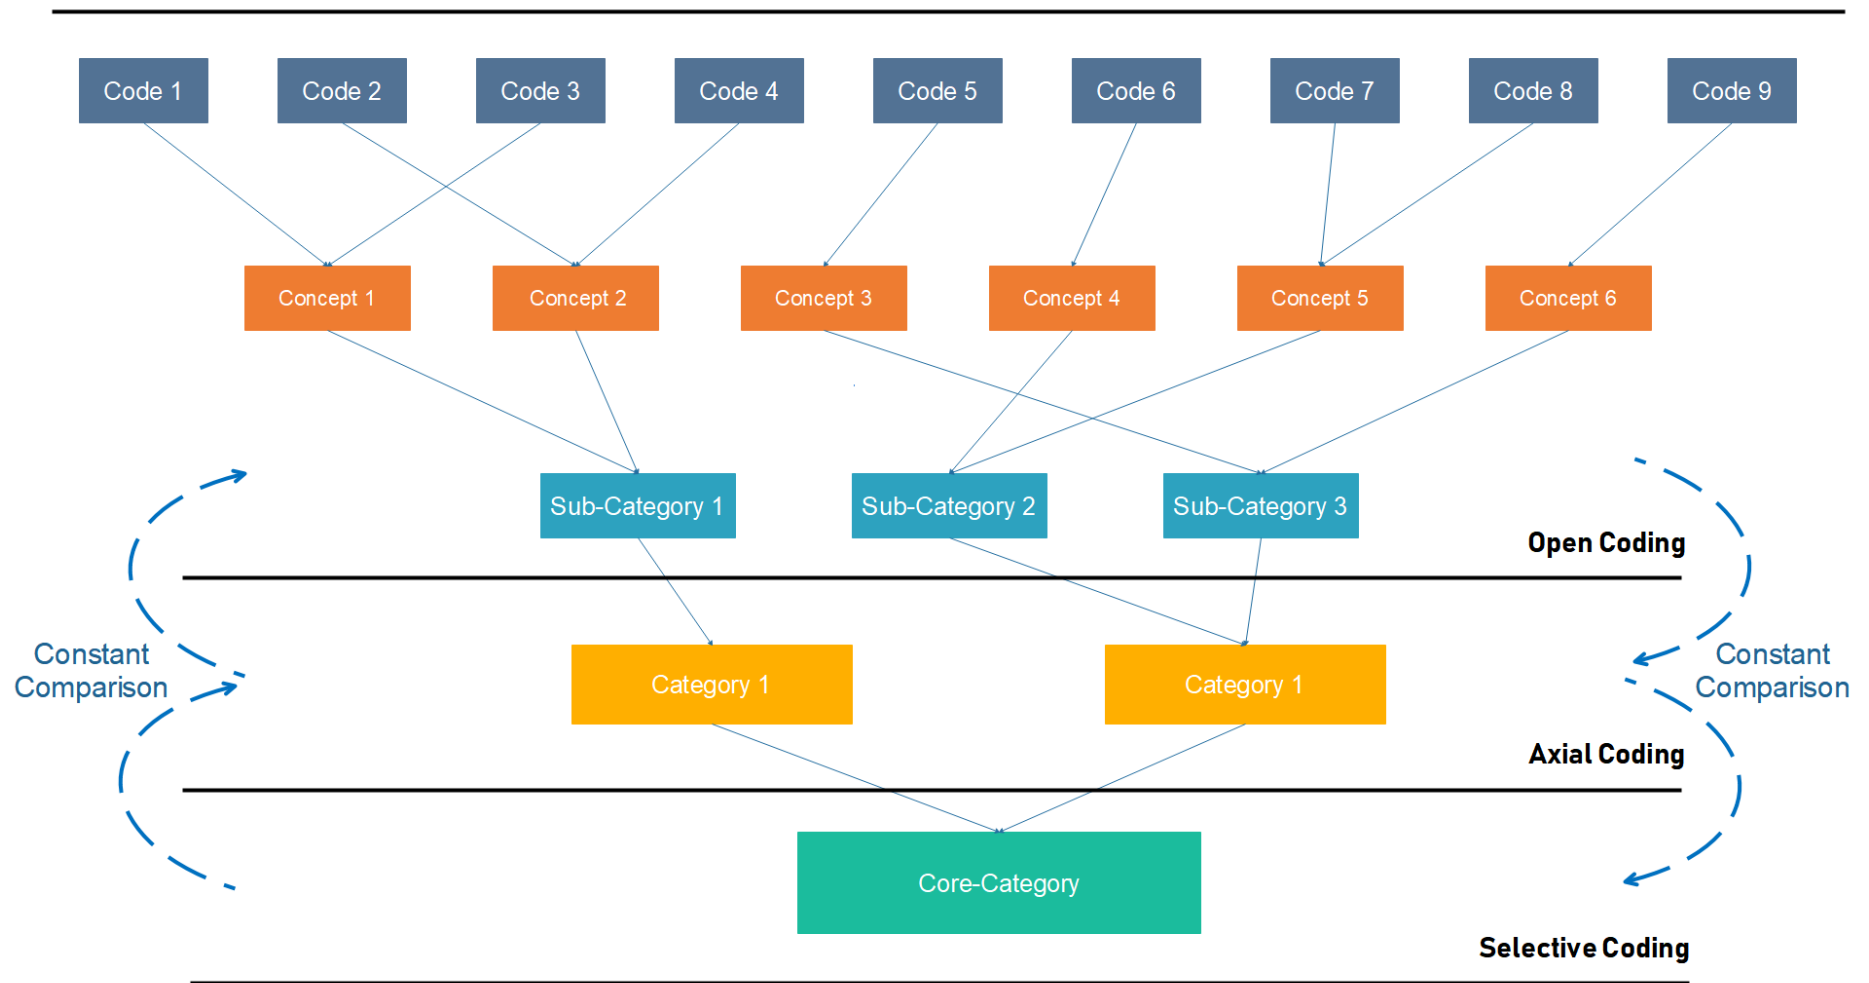 Code 1
Code 2
Code 3
Code 4
Code 5
Code 6
Code 7
Code 8
Code 9
Concept 1
Concept 2
Concept 3
Concept 4
Concept 5
Concept 6
Sub-Category 1
Sub-Category 2
Sub-Category 3
Open Coding
Constant
Comparison
Category 1
Category 1
Constant
Comparison
Axial Coding
Core-Category
Selective Coding